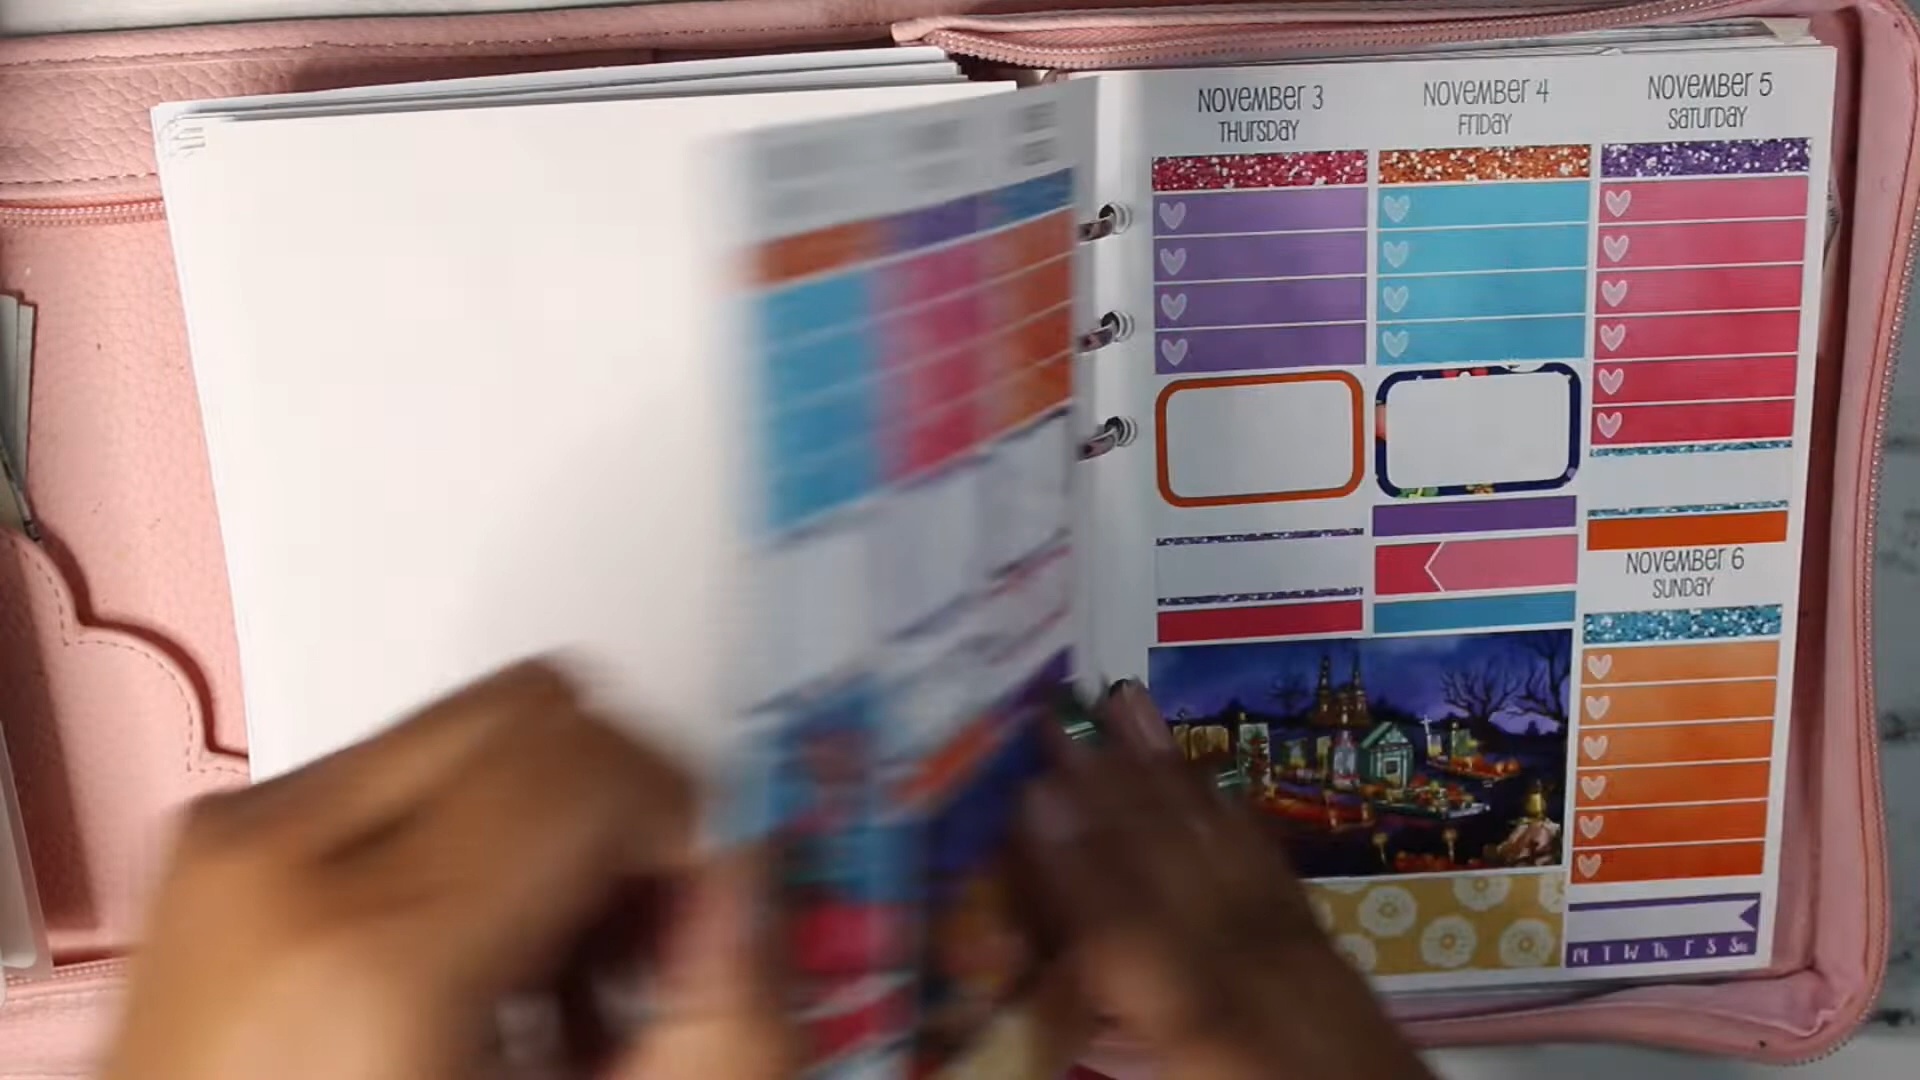 NOVEMBER 3
THURSDAY
NOVEMBER 4
FRIDAY
NOVEMBER 5
SATURDAY
NOVEMBER 6
SUNDAY
M T W Th F S Su